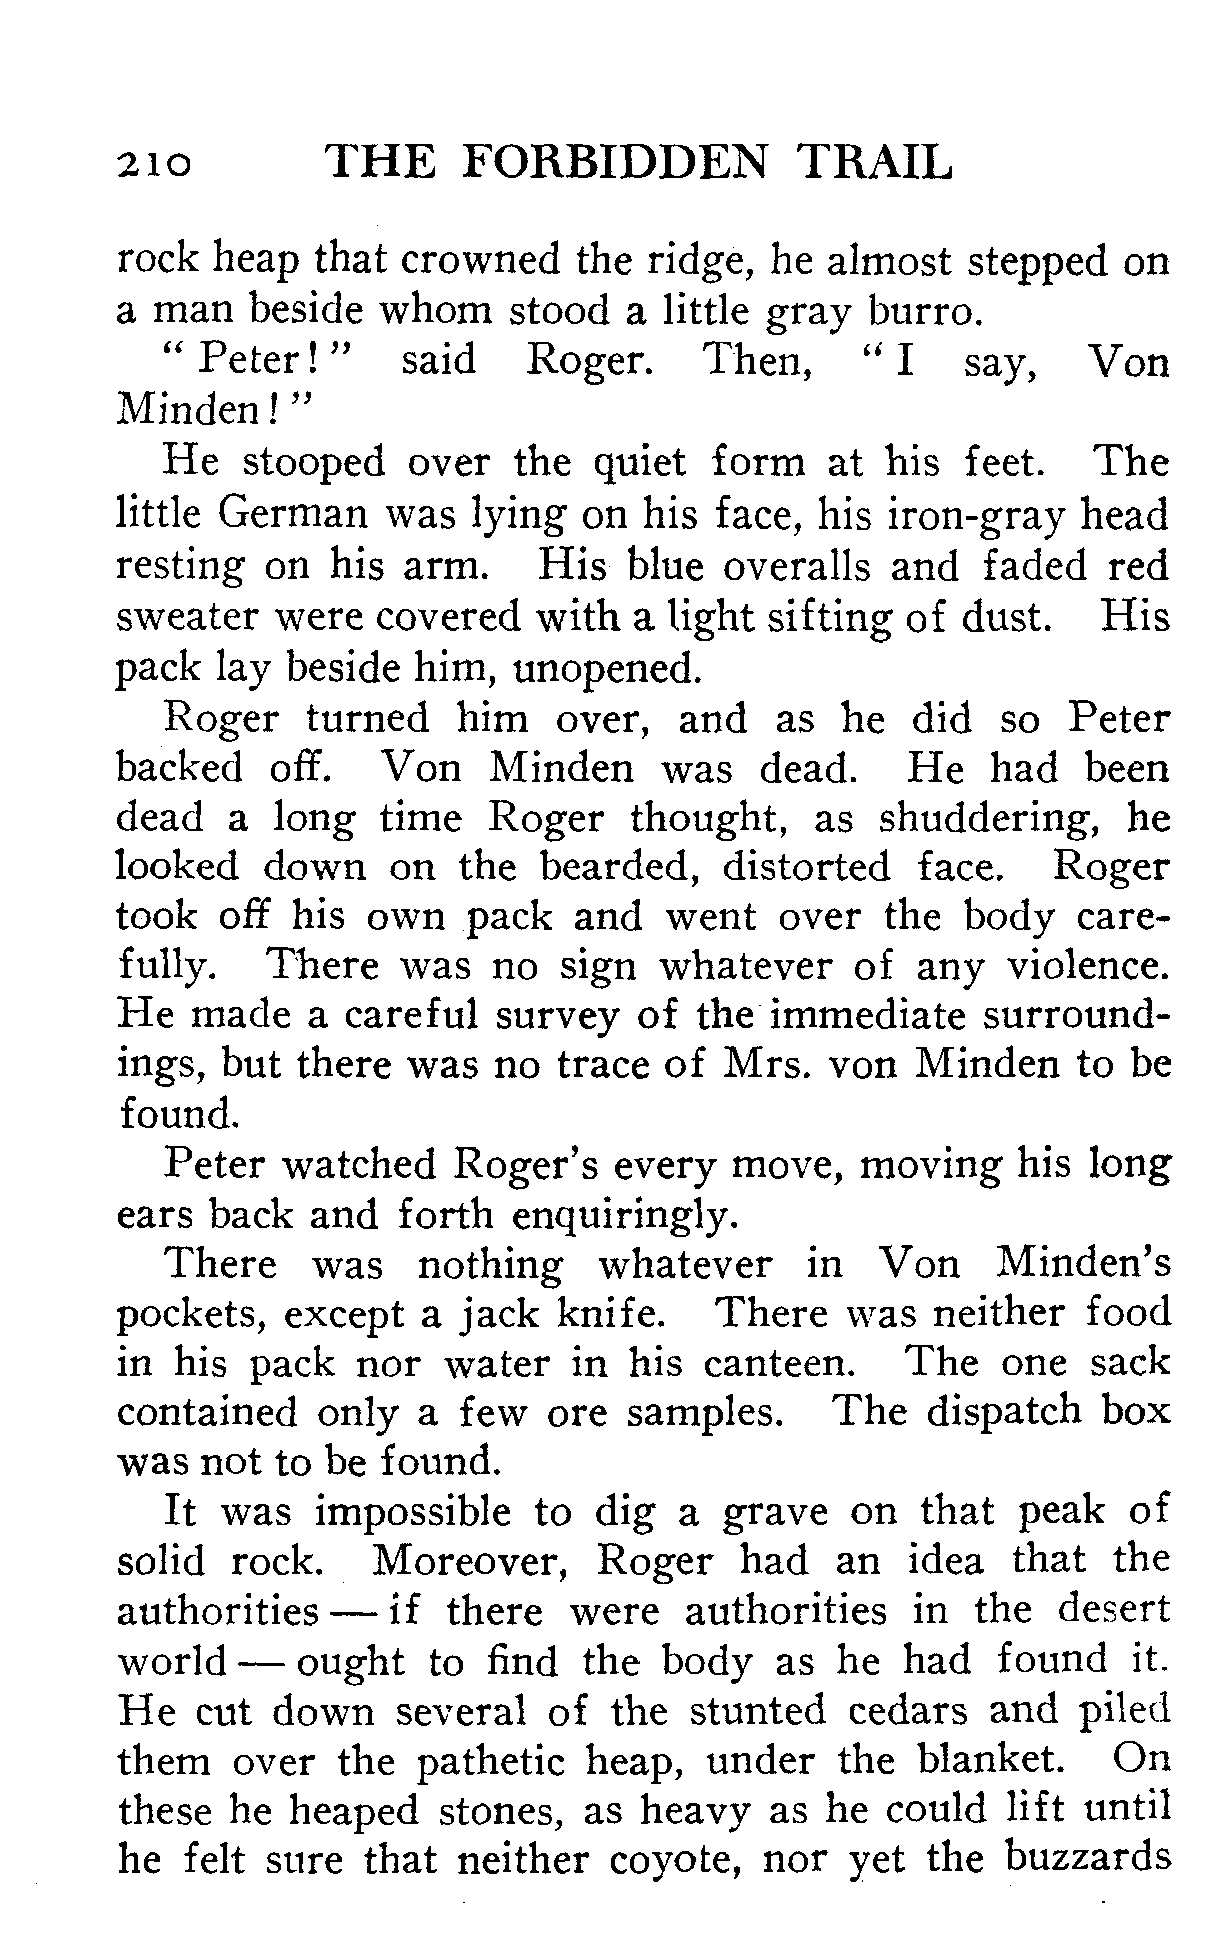 210 THE FORBIDDEN TRAIL
rock heap that crowned the ridge, he almost stepped on
a man beside whom stood a little gray burro.
" Peter! " said Roger. Then, " I say, Von
Minden! "
He stooped over the quiet form at his feet. The
little German was lying on his face, his iron-gray head
resting on his arm. His blue overalls and faded red
sweater were covered with a light sifting of dust. His
pack lay beside him, unopened.
Roger turned him over, and as he did so Peter
backed off. Von Minden was dead. He had been
dead a long time Roger thought, as shuddering, he
looked down on the bearded, distorted face. Roger
took off his own pack and went over the body care-
fully. There was no sign whatever of any violence.
He made a careful survey of the immediate surround-
ings, but there was no trace of Mrs. von Minden to be
found.
Peter watched Roger's every move, moving his long
ears back and forth enquiringly.
There was nothing whatever in Von Minden's
pockets, except a jack knife. There was neither food
in his pack nor water in his canteen. The one sack
contained only a few ore samples. The dispatch box
was not to be found.
It was impossible to dig a grave on that peak of
solid rock. Moreover, Roger had an idea that the
authorities — if there were authorities in the desert
world — ought to find the body as he had found it.
He cut down several of the stunted cedars and piled
them over the pathetic heap, under the blanket. On
these he heaped stones, as heavy as he could lift until
he felt sure that neither coyote, nor yet the buzzards